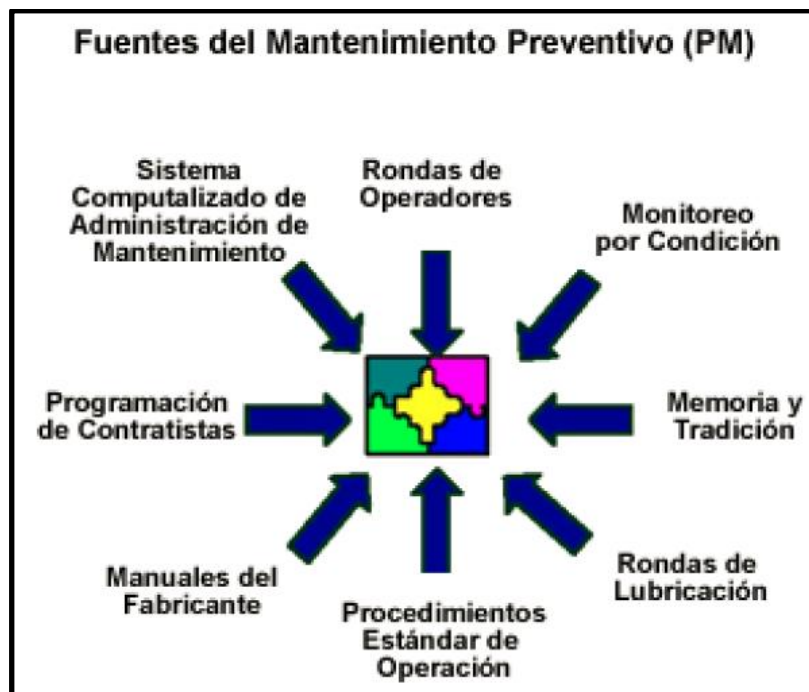 Fuentes del Mantenimiento Preventivo (PM)
Sistema
Computalizado de
Administración de
Mantenimiento
Rondas de
Operadores
Monitoreo
por Condición
Programación
de Contratistas
Memoria y
Tradición
Manuales del
Fabricante
Procedimientos
Estándar de
Operación
Rondas de
Lubricación